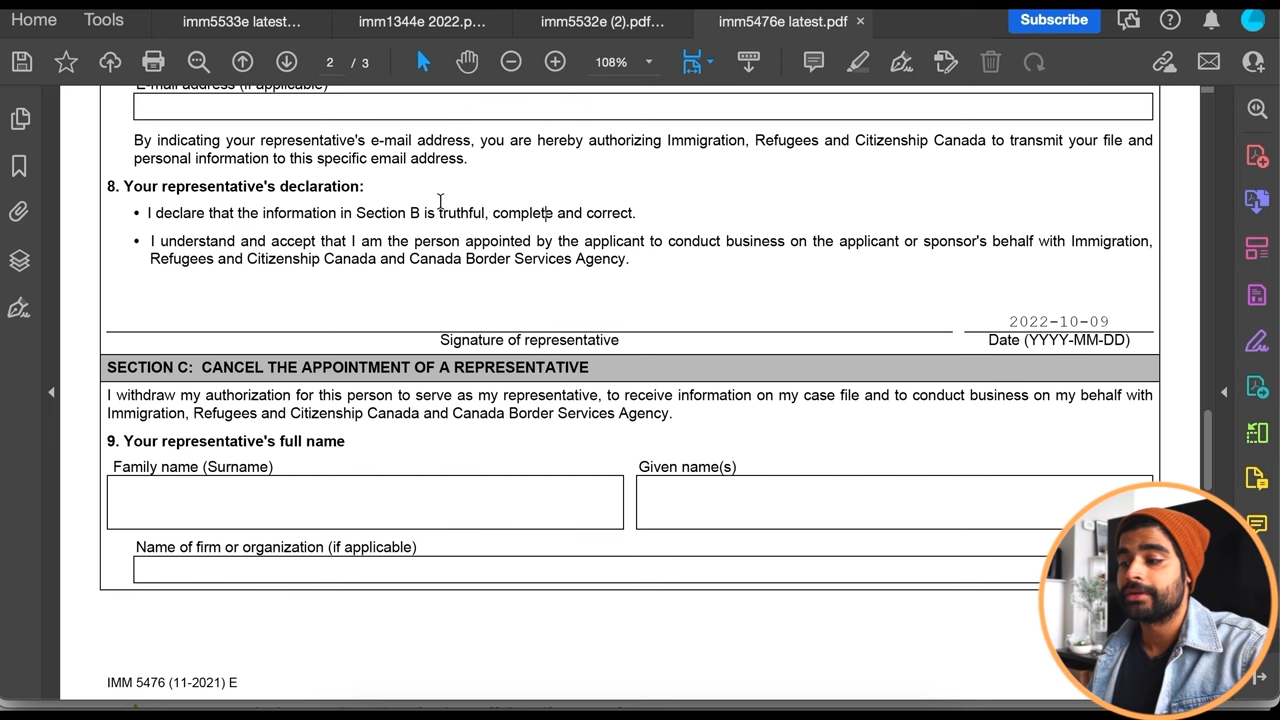 Home Tools imm5533e latest... imm1344e 2022.p... imm5532e (2).pdf... imm5476e latest.pdf × Subscribe
2 / 3 108%
E-mail address (if applicable)
By indicating your representative's e-mail address, you are hereby authorizing Immigration, Refugees and Citizenship Canada to transmit your file and
personal information to this specific email address.
8. Your representative's declaration:
• I declare that the information in Section B is truthful, complete and correct.
• I understand and accept that I am the person appointed by the applicant to conduct business on the applicant or sponsor's behalf with Immigration,
Refugees and Citizenship Canada and Canada Border Services Agency.
2022-10-09
Signature of representative Date (YYYY-MM-DD)
SECTION C: CANCEL THE APPOINTMENT OF A REPRESENTATIVE
I withdraw my authorization for this person to serve as my representative, to receive information on my case file and to conduct business on my behalf with
Immigration, Refugees and Citizenship Canada and Canada Border Services Agency.
9. Your representative's full name
Family name (Surname) Given name(s)
Name of firm or organization (if applicable)
IMM 5476 (11-2021) E